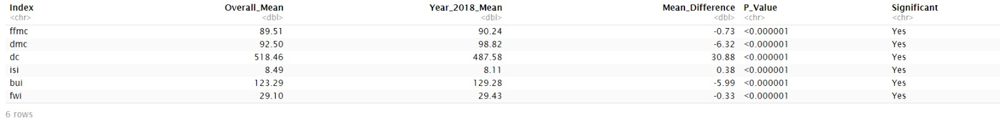 Index Overall_Mean Year_2018_Mean Mean_Difference P_Value Significant
<chr> <dbl> <dbl> <dbl> <chr> <chr>
ffmc 89.51 90.24 -0.73 <0.000001 Yes
dmc 92.50 98.82 -6.32 <0.000001 Yes
dc 518.46 487.58 30.88 <0.000001 Yes
isi 8.49 8.11 0.38 <0.000001 Yes
bui 123.29 129.28 -5.99 <0.000001 Yes
fwi 29.10 29.43 -0.33 <0.000001 Yes
6 rows